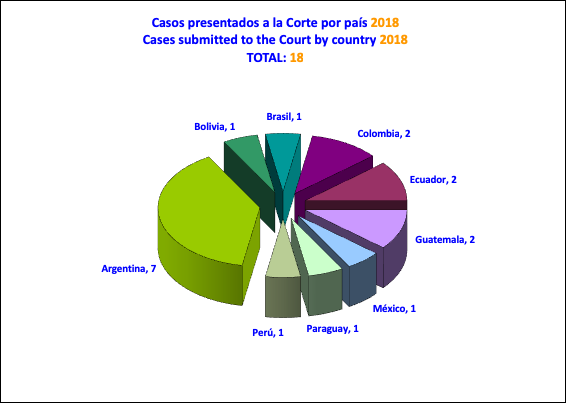 Casos presentados a la Corte por país 2018
Cases submitted to the Court by country 2018
TOTAL: 18
Brasil, 1
Bolivia, 1
Colombia, 2
Ecuador, 2
Guatemala, 2
Argentina, 7
México, 1
Paraguay, 1
Perú, 1